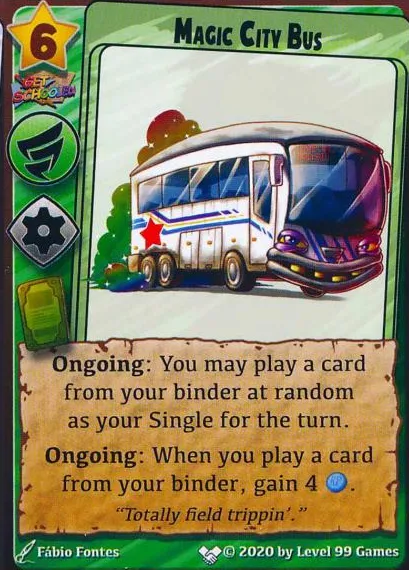 6
GET
SCHOOLED!
MAGIC CITY BUS
Ongoing: You may play a card
from your binder at random
as your Single for the turn.
Ongoing: When you play a card
from your binder, gain 4 .
“Totally field trippin’.”
Fábio Fontes
© 2020 by Level 99 Games